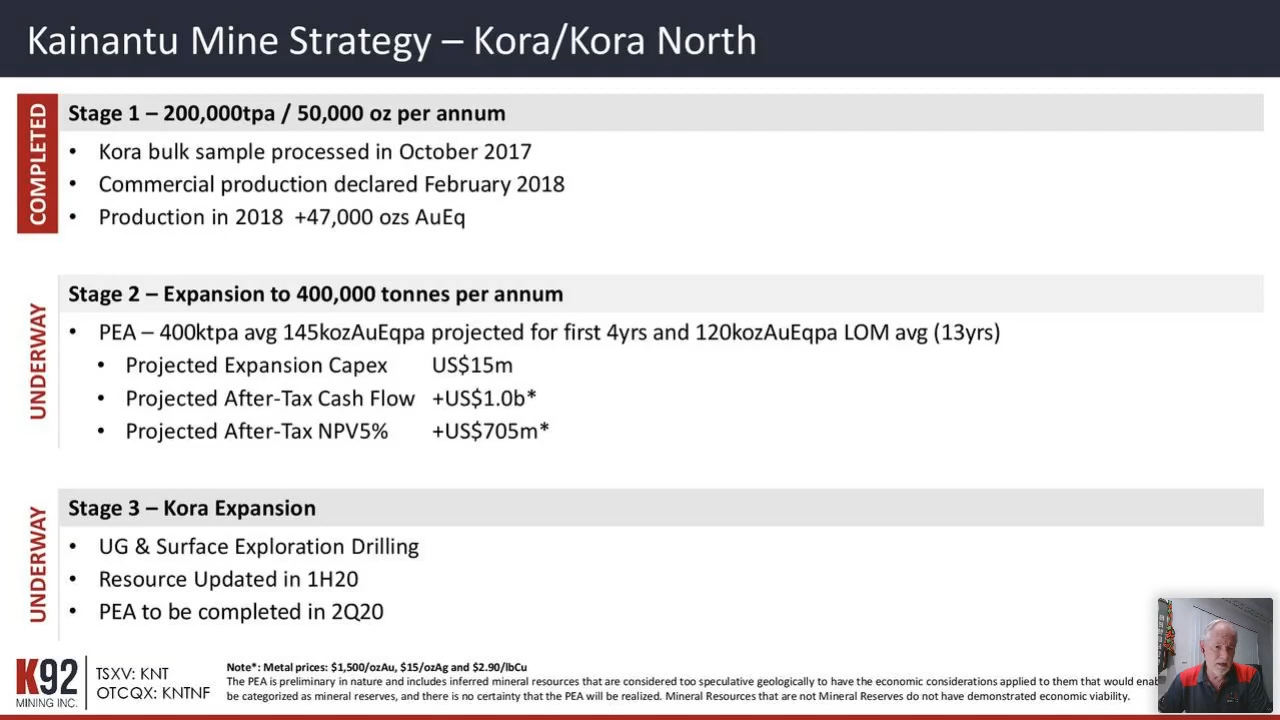 Kainantu Mine Strategy – Kora/Kora North
COMPLETED
Stage 1 – 200,000tpa / 50,000 oz per annum
• Kora bulk sample processed in October 2017
• Commercial production declared February 2018
• Production in 2018 +47,000 ozs AuEq
UNDERWAY
Stage 2 – Expansion to 400,000 tonnes per annum
• PEA – 400ktpa avg 145kozAuEqpa projected for first 4yrs and 120kozAuEqpa LOM avg (13yrs)
• Projected Expansion Capex US$15m
• Projected After-Tax Cash Flow +US$1.0b*
• Projected After-Tax NPV5% +US$705m*
UNDERWAY
Stage 3 – Kora Expansion
• UG & Surface Exploration Drilling
• Resource Updated in 1H20
• PEA to be completed in 2Q20
K92
MINING INC.
TSXV: KNT
OTCQX: KNTNF
Note*: Metal prices: $1,500/ozAu, $15/ozAg and $2.90/lbCu
The PEA is preliminary in nature and includes inferred mineral resources that are considered too speculative geologically to have the economic considerations applied to them that would enab
be categorized as mineral reserves, and there is no certainty that the PEA will be realized. Mineral Resources that are not Mineral Reserves do not have demonstrated economic viability.